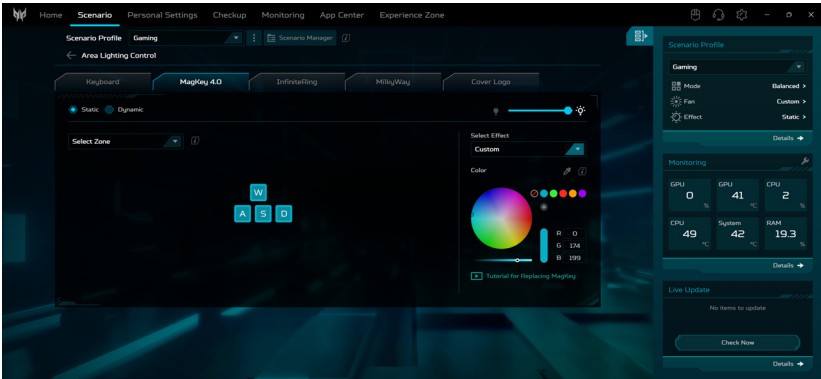 Home Scenario Personal Settings Checkup Monitoring App Center Experience Zone
Scenario Profile Gaming Scenario Manager
Area Lighting Control
Keyboard MagKey 4.0 InfiniteRing MilkyWay Cover Logo
Static Dynamic
Select Zone
W
A S D
Select Effect
Custom
Color
R 0
G 174
B 199
Tutorial for Replacing MagKey
Scenario Profile
Gaming
Mode Balanced >
Fan Custom >
Effect Static >
Details
Monitoring
GPU GPU CPU
0 % 41 °C 2 %
CPU System RAM
49 °C 42 °C 19.3 %
Details
Live Update
No items to update
Check Now
Details